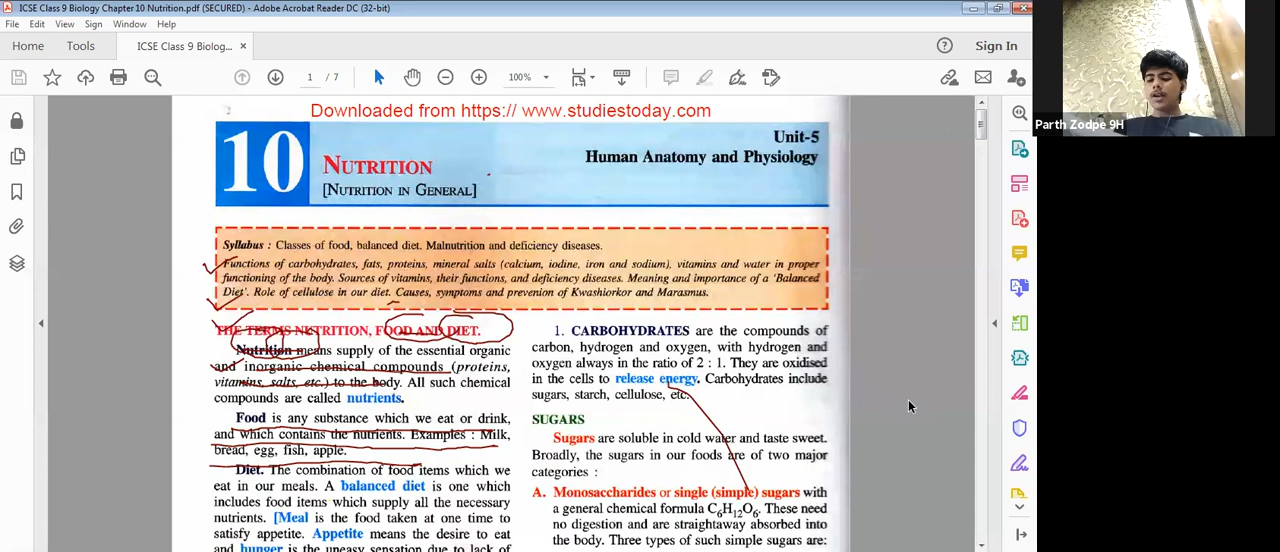 ICSE Class 9 Biology Chapter 10 Nutrition.pdf (SECURED) - Adobe Acrobat Reader DC (32-bit)
File Edit View Sign Window Help
Home Tools ICSE Class 9 Biolog... × Sign In
1 / 7 100%
Parth Zodpe 9H
Downloaded from https:// www.studiestoday.com
10
Unit-5
Human Anatomy and Physiology
NUTRITION
[NUTRITION IN GENERAL]
Syllabus : Classes of food, balanced diet. Malnutrition and deficiency diseases.
Functions of carbohydrates, fats, proteins, mineral salts (calcium, iodine, iron and sodium), vitamins and water in proper
functioning of the body. Sources of vitamins, their functions, and deficiency diseases. Meaning and importance of a 'Balanced
Diet'. Role of cellulose in our diet. Causes, symptoms and prevenion of Kwashiorkor and Marasmus.
THE TERMS NUTRITION, FOOD AND DIET.
Nutrition means supply of the essential organic
and inorganic chemical compounds (proteins,
vitamins, salts, etc.) to the body. All such chemical
compounds are called nutrients.
Food is any substance which we eat or drink,
and which contains the nutrients. Examples : Milk,
bread, egg, fish, apple.
Diet. The combination of food items which we
eat in our meals. A balanced diet is one which
includes food items which supply all the necessary
nutrients. [Meal is the food taken at one time to
satisfy appetite. Appetite means the desire to eat
and hunger is the uneasy sensation due to lack of
1. CARBOHYDRATES are the compounds of
carbon, hydrogen and oxygen, with hydrogen and
oxygen always in the ratio of 2 : 1. They are oxidised
in the cells to release energy. Carbohydrates include
sugars, starch, cellulose, etc.
SUGARS
Sugars are soluble in cold water and taste sweet.
Broadly, the sugars in our foods are of two major
categories :
A. Monosaccharides or single (simple) sugars with
a general chemical formula C₆H₁₂O₆. These need
no digestion and are straightaway absorbed into
the body. Three types of such simple sugars are: